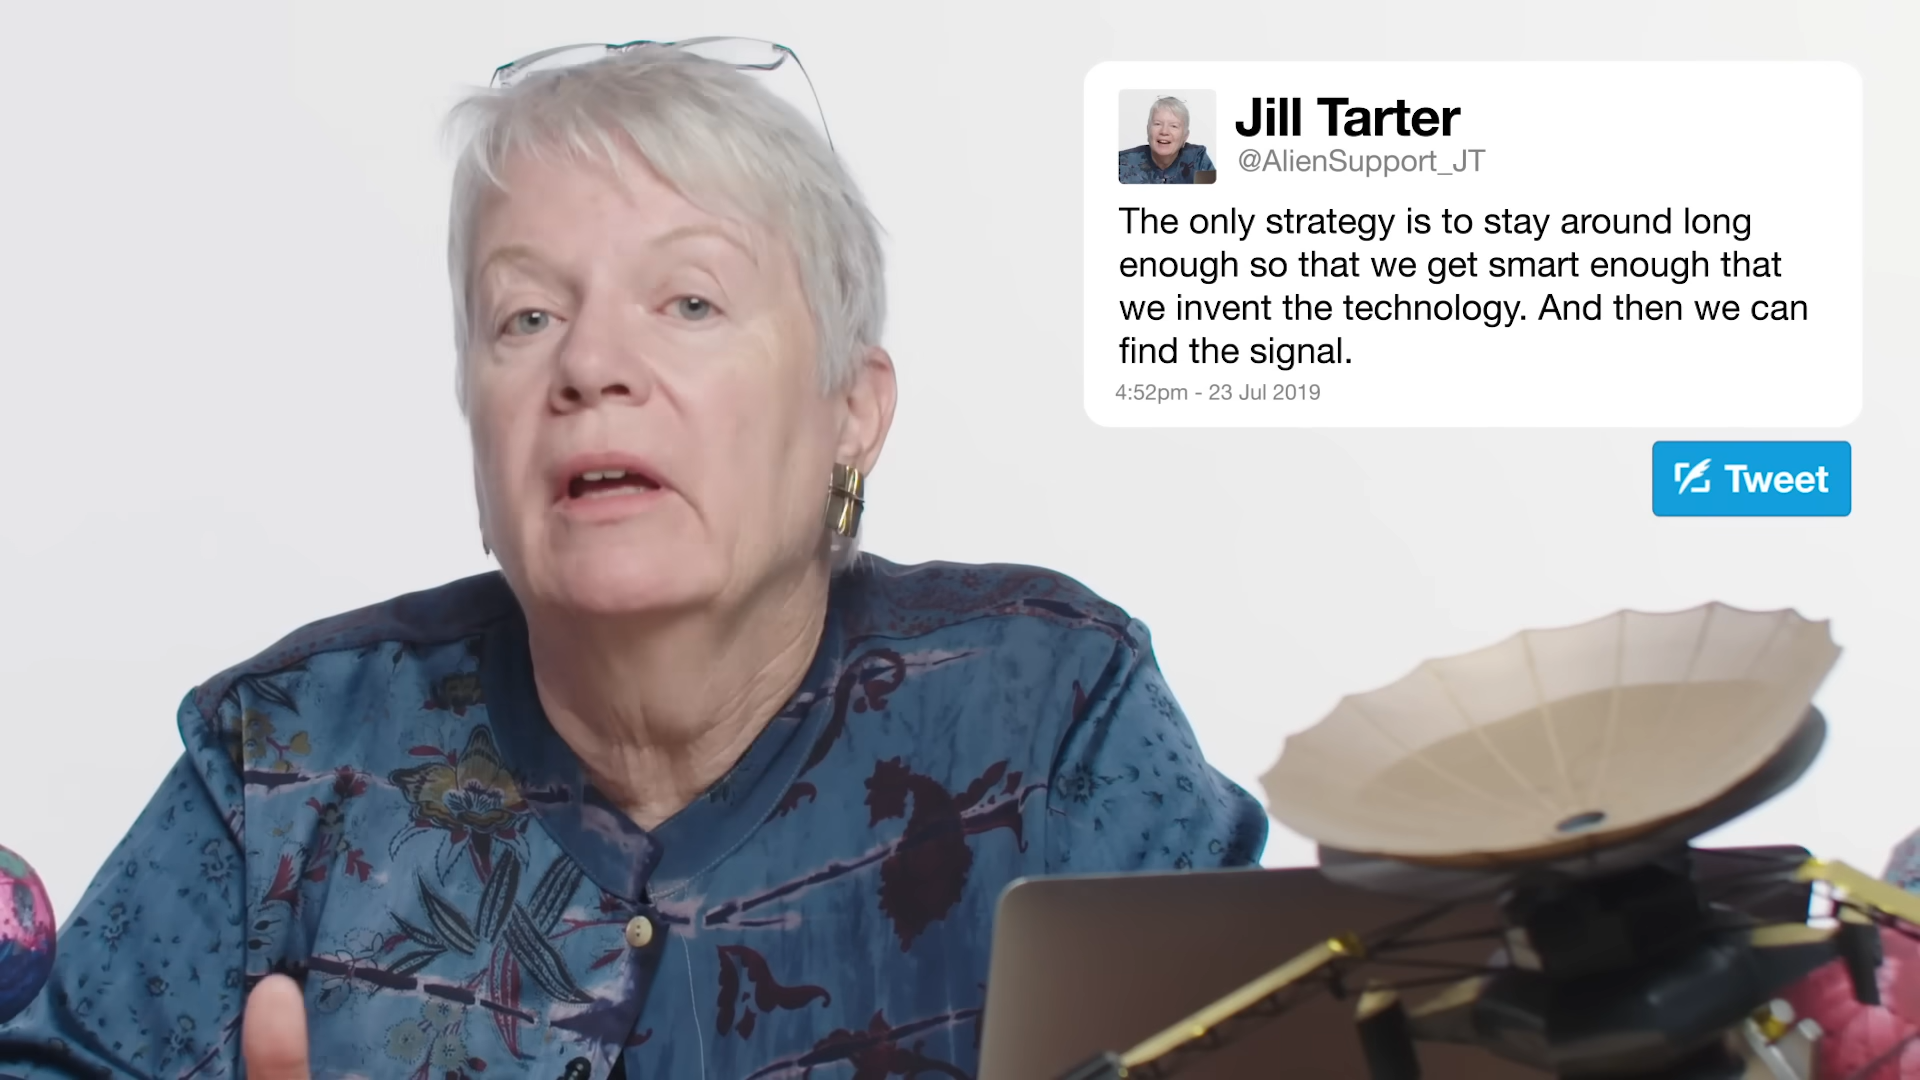 Jill Tarter
@AlienSupport_JT
The only strategy is to stay around long
enough so that we get smart enough that
we invent the technology. And then we can
find the signal.
4:52pm - 23 Jul 2019
Tweet